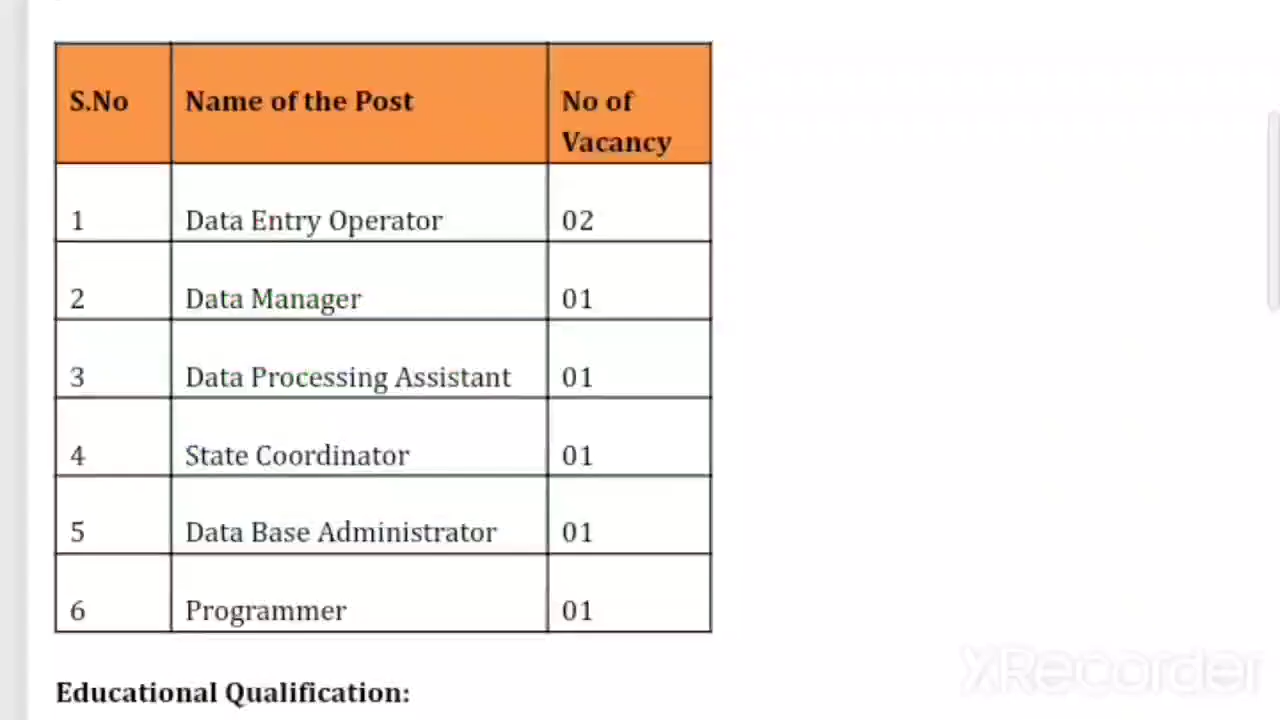 S.No Name of the Post No of
Vacancy
1 Data Entry Operator 02
2 Data Manager 01
3 Data Processing Assistant 01
4 State Coordinator 01
5 Data Base Administrator 01
6 Programmer 01
Educational Qualification:
XRecorder